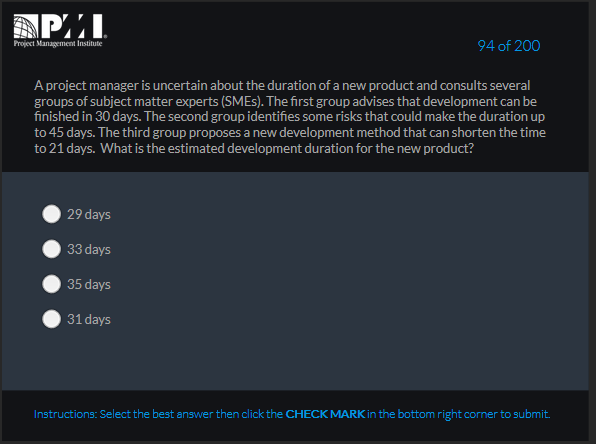 PMI
Project Management Institute
94 of 200
A project manager is uncertain about the duration of a new product and consults several
groups of subject matter experts (SMEs). The first group advises that development can be
finished in 30 days. The second group identifies some risks that could make the duration up
to 45 days. The third group proposes a new development method that can shorten the time
to 21 days. What is the estimated development duration for the new product?
29 days
33 days
35 days
31 days
Instructions: Select the best answer then click the CHECK MARK in the bottom right corner to submit.